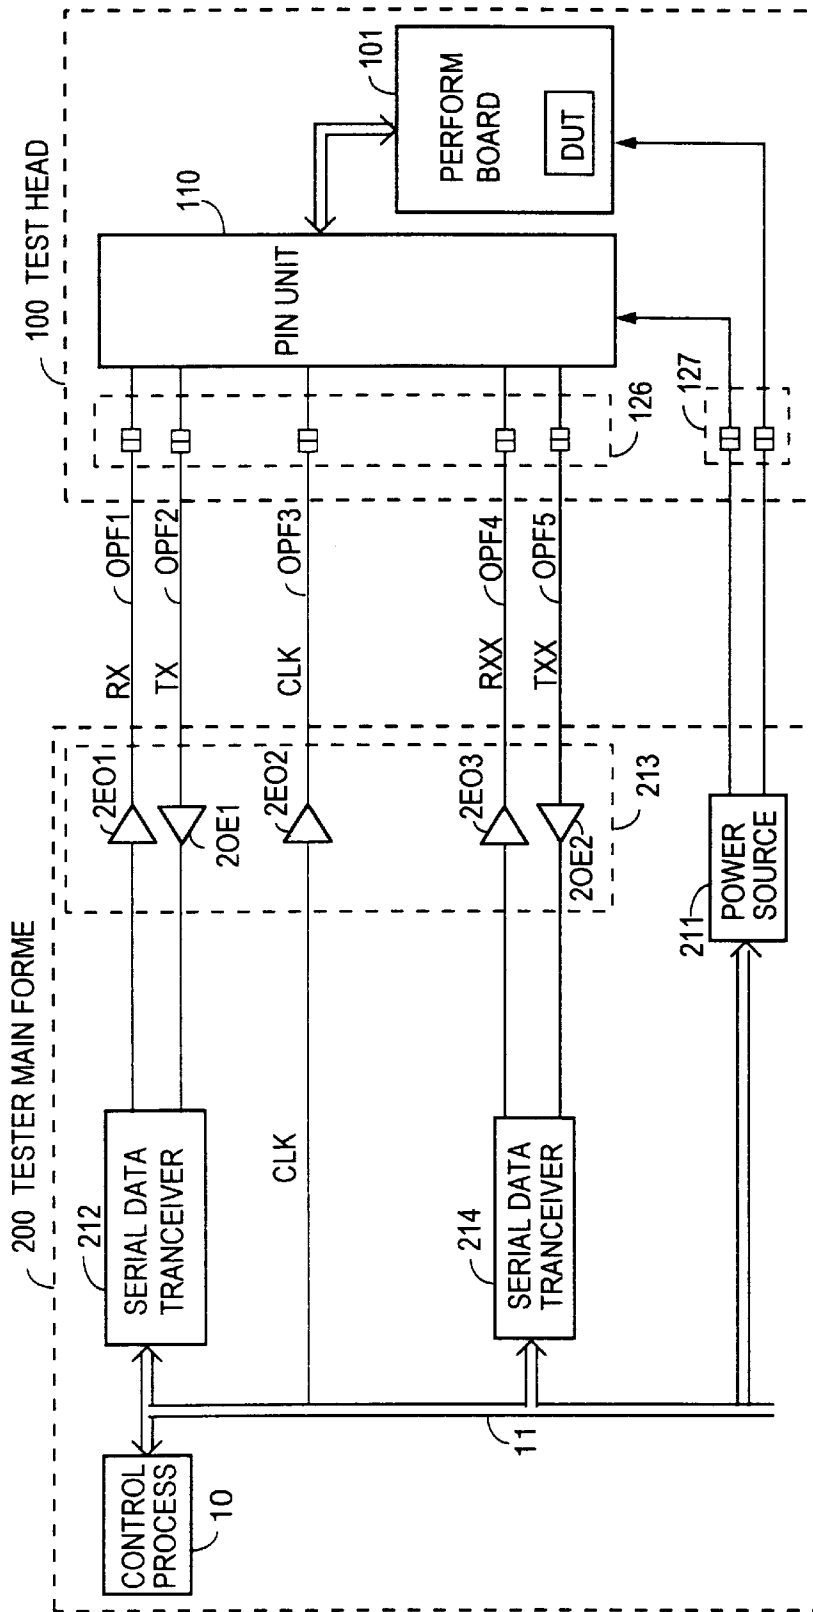 200 TESTER MAIN FORME
100 TEST HEAD
CONTROL
PROCESS
10
11
212
SERIAL DATA
TRANCEIVER
CLK
214
SERIAL DATA
TRANCEIVER
211
POWER
SOURCE
2EO1
2OE1
2EO2
2EO3
2OE2
213
RX
OPF1
TX
OPF2
CLK
OPF3
RXX
OPF4
TXX
OPF5
126
127
110
PIN UNIT
101
PERFORM
BOARD
DUT